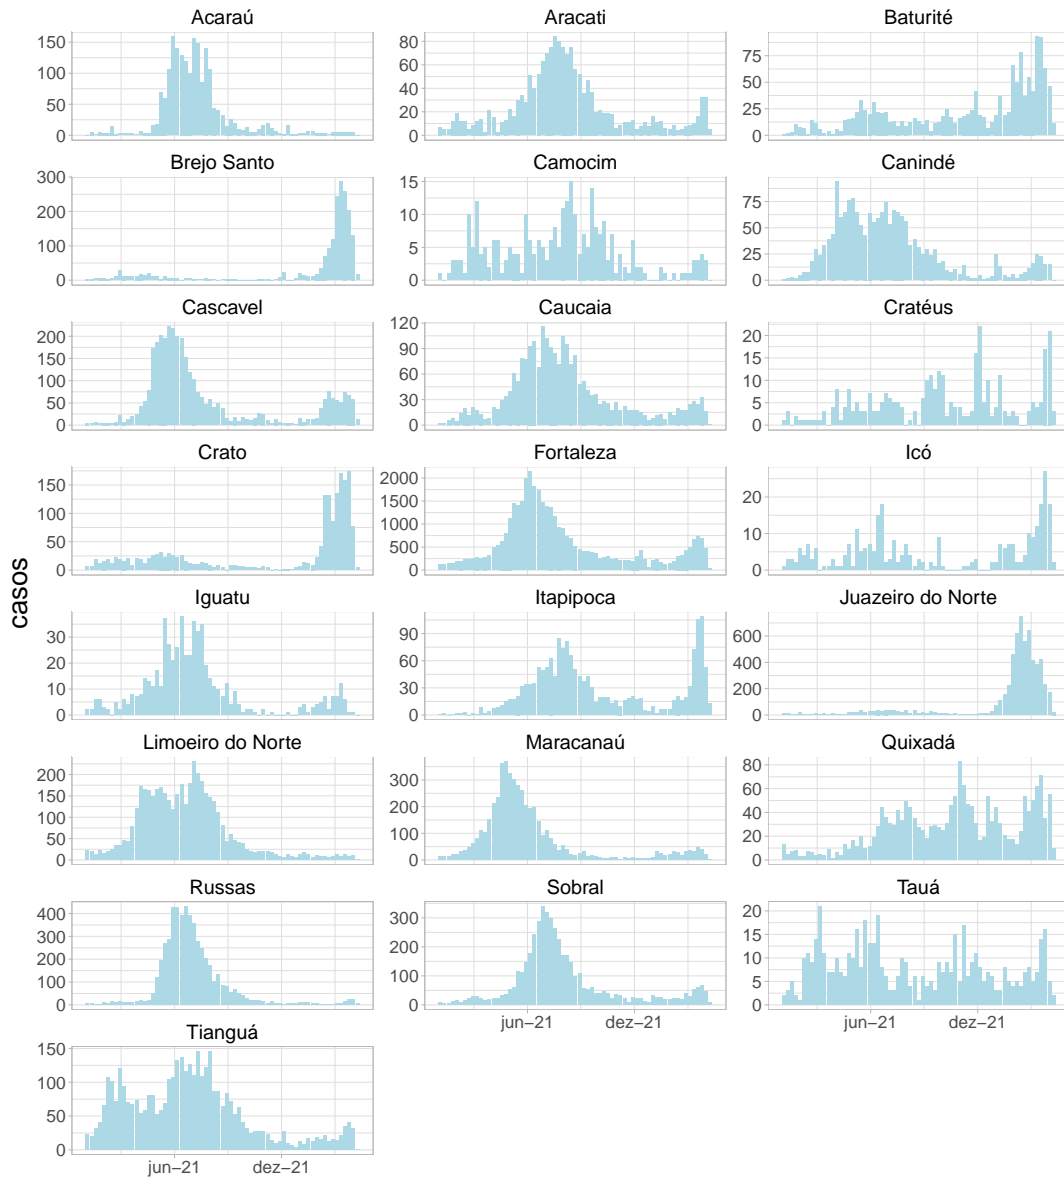 Acaraú Aracati Baturité
150 80 75
100 60 50
50 40 25
0 20 0
0
Brejo Santo Camocim Canindé
300 15 75
200 10 50
100 5 25
0 0 0
Cascavel Caucaia Cratéus
200 120 20
150 90 15
100 60 10
50 30 5
0 0 0
Crato Fortaleza Icó
150 2000 20
100 1500 10
50 1000 0
0 500
0
casos
Iguatu Itapipoca Juazeiro do Norte
30 90 600
20 60 400
10 30 200
0 0 0
Limoeiro do Norte Maracanaú Quixadá
200 300 80
150 200 60
100 100 40
50 0 20
0 0
Russas Sobral Tauá
400 300 20
300 200 15
200 100 10
100 0 5
0 0
jun–21 dez–21 jun–21 dez–21
Tianguá
150
100
50
0
jun–21 dez–21